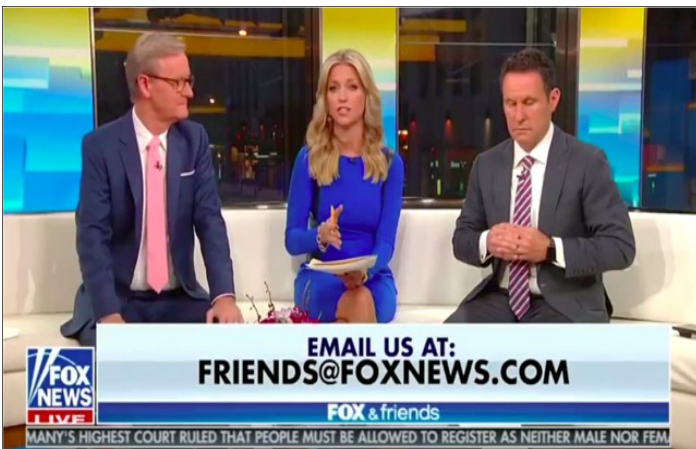 EMAIL US AT:
FRIENDS@FOXNEWS.COM
FOX
NEWS
LIVE
FOX & friends
MANY'S HIGHEST COURT RULED THAT PEOPLE MUST BE ALLOWED TO REGISTER AS NEITHER MALE NOR FEM